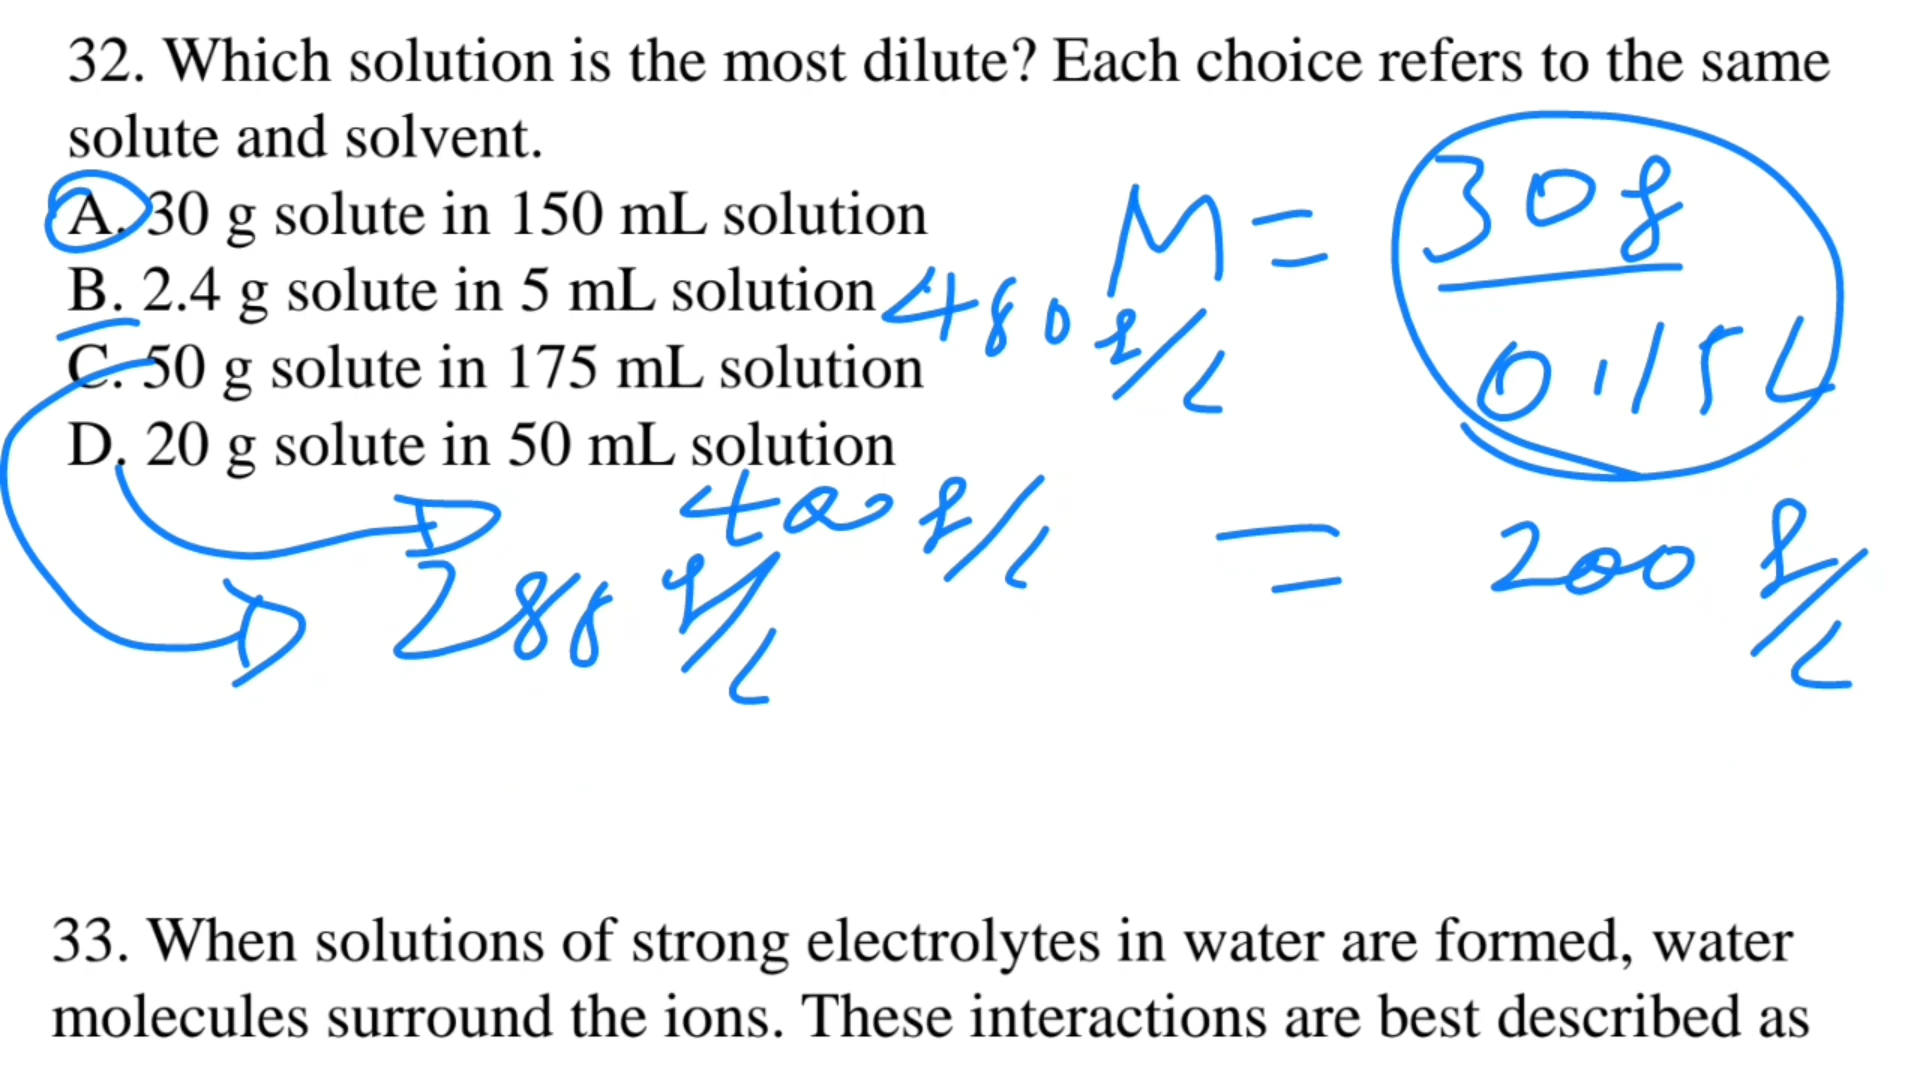 32. Which solution is the most dilute? Each choice refers to the same
solute and solvent.
A. 30 g solute in 150 mL solution
B. 2.4 g solute in 5 mL solution
C. 50 g solute in 175 mL solution
D. 20 g solute in 50 mL solution
M = 30g
0.15L
480 g/L
400 g/L
= 200 g/L
288 g/L
33. When solutions of strong electrolytes in water are formed, water
molecules surround the ions. These interactions are best described as